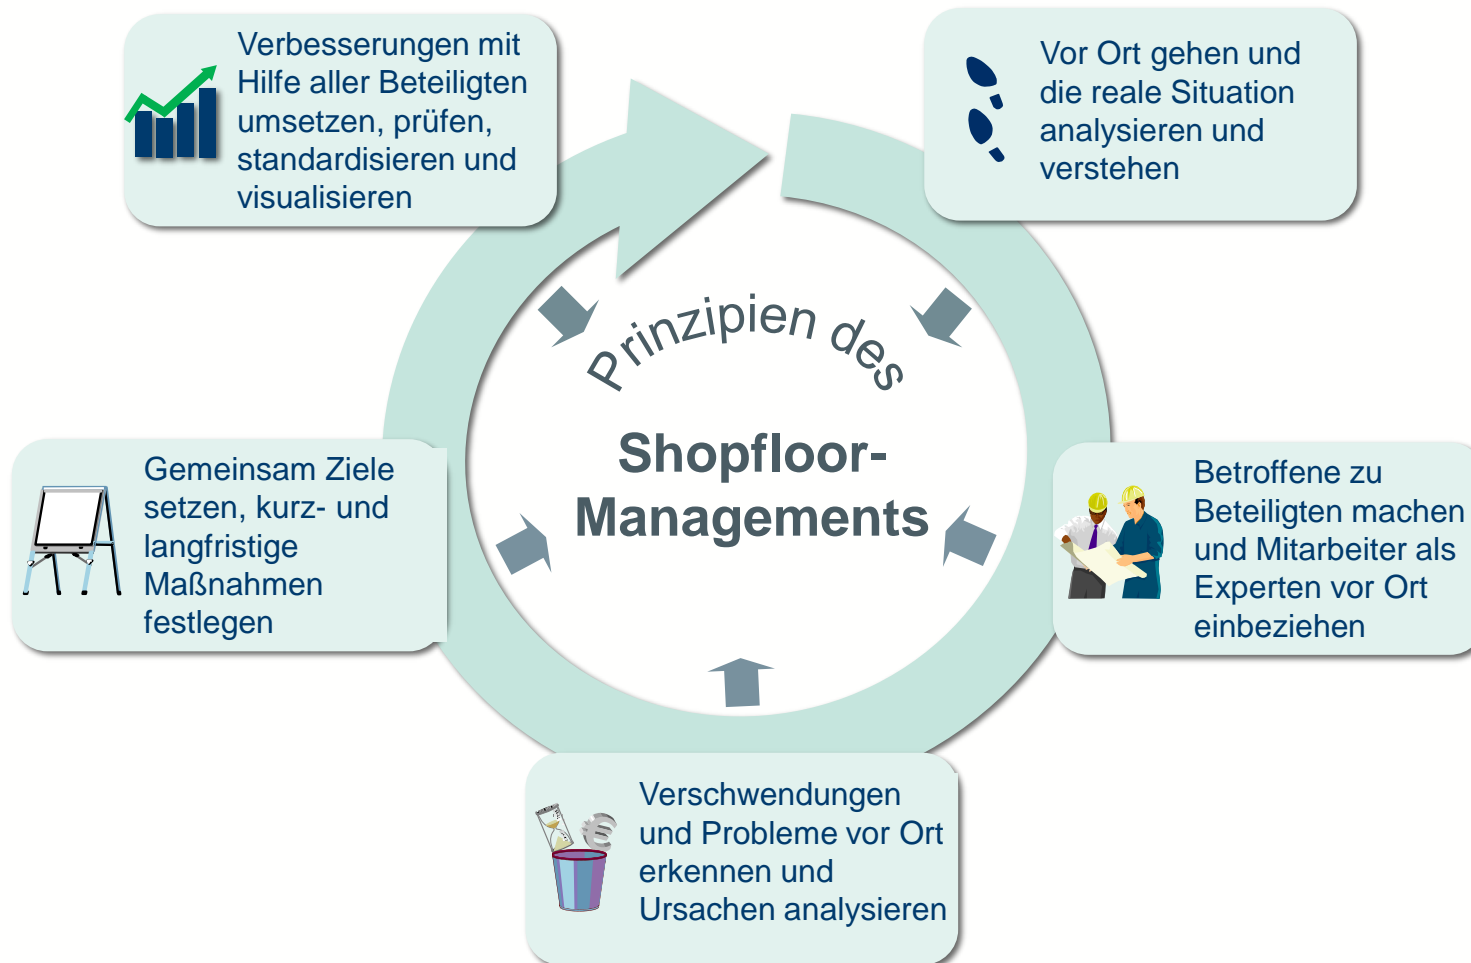 Verbesserungen mit
Hilfe aller Beteiligten
umsetzen, prüfen,
standardisieren und
visualisieren
Vor Ort gehen und
die reale Situation
analysieren und
verstehen
Prinzipien des
Shopfloor-
Managements
Gemeinsam Ziele
setzen, kurz- und
langfristige
Maßnahmen
festlegen
Betroffene zu
Beteiligten machen
und Mitarbeiter als
Experten vor Ort
einbeziehen
Verschwendungen
und Probleme vor Ort
erkennen und
Ursachen analysieren